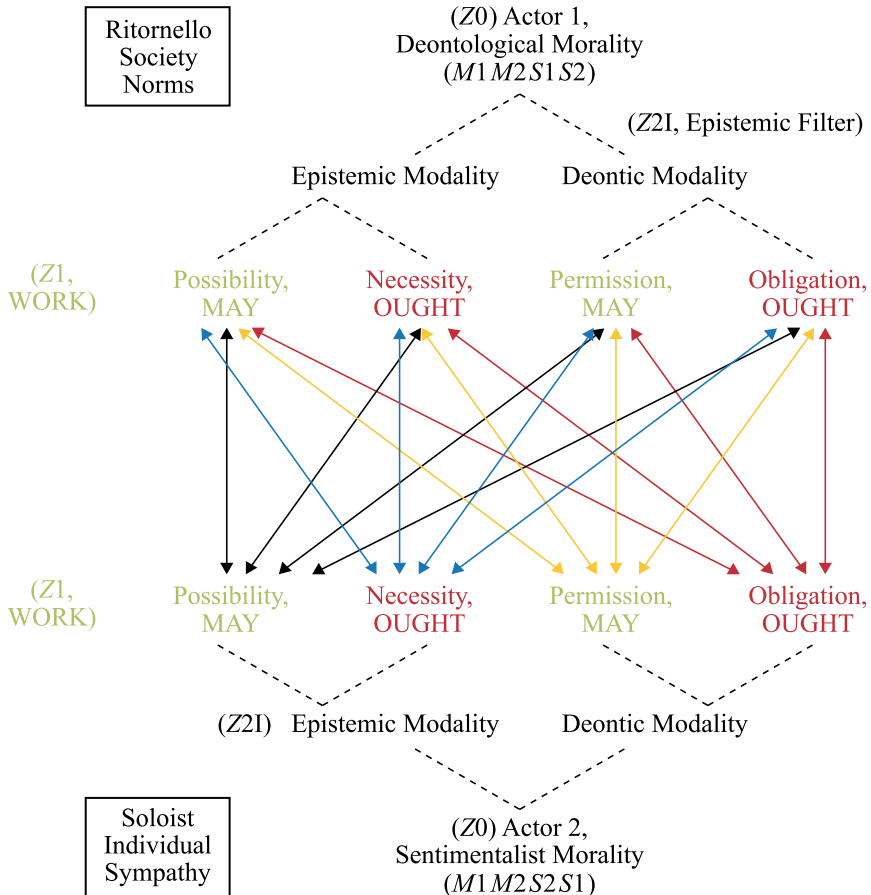 Ritornello
Society
Norms
(Z0) Actor 1,
Deontological Morality
(M1M2S1S2)
(Z2I, Epistemic Filter)
Epistemic Modality
Deontic Modality
(Z1,
WORK)
Possibility,
MAY
Necessity,
OUGHT
Permission,
MAY
Obligation,
OUGHT
(Z1,
WORK)
Possibility,
MAY
Necessity,
OUGHT
Permission,
MAY
Obligation,
OUGHT
(Z2I) Epistemic Modality
Deontic Modality
Soloist
Individual
Sympathy
(Z0) Actor 2,
Sentimentalist Morality
(M1M2S2S1)